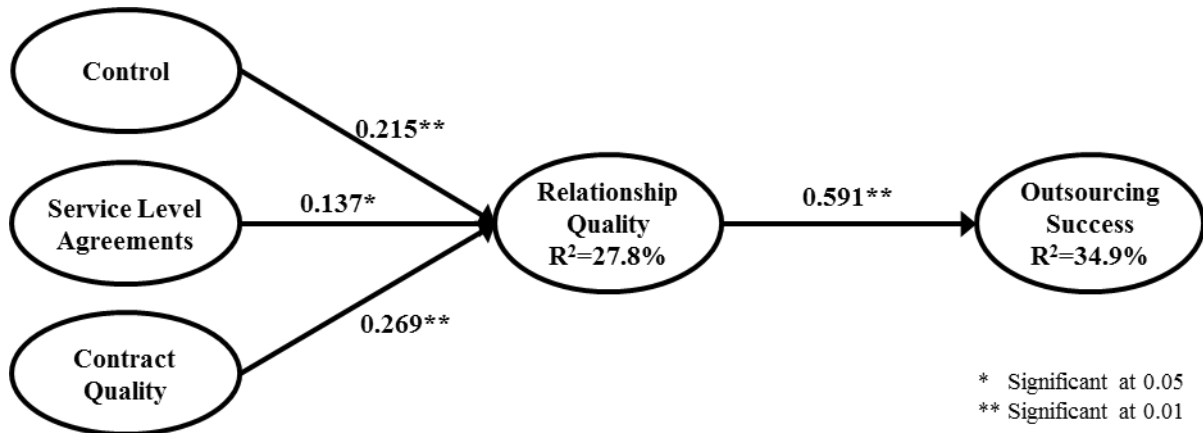 Control
0.215**
Service Level
Agreements
0.137*
Relationship
Quality
R²=27.8%
0.591**
Outsourcing
Success
R²=34.9%
0.269**
Contract
Quality
* Significant at 0.05
** Significant at 0.01